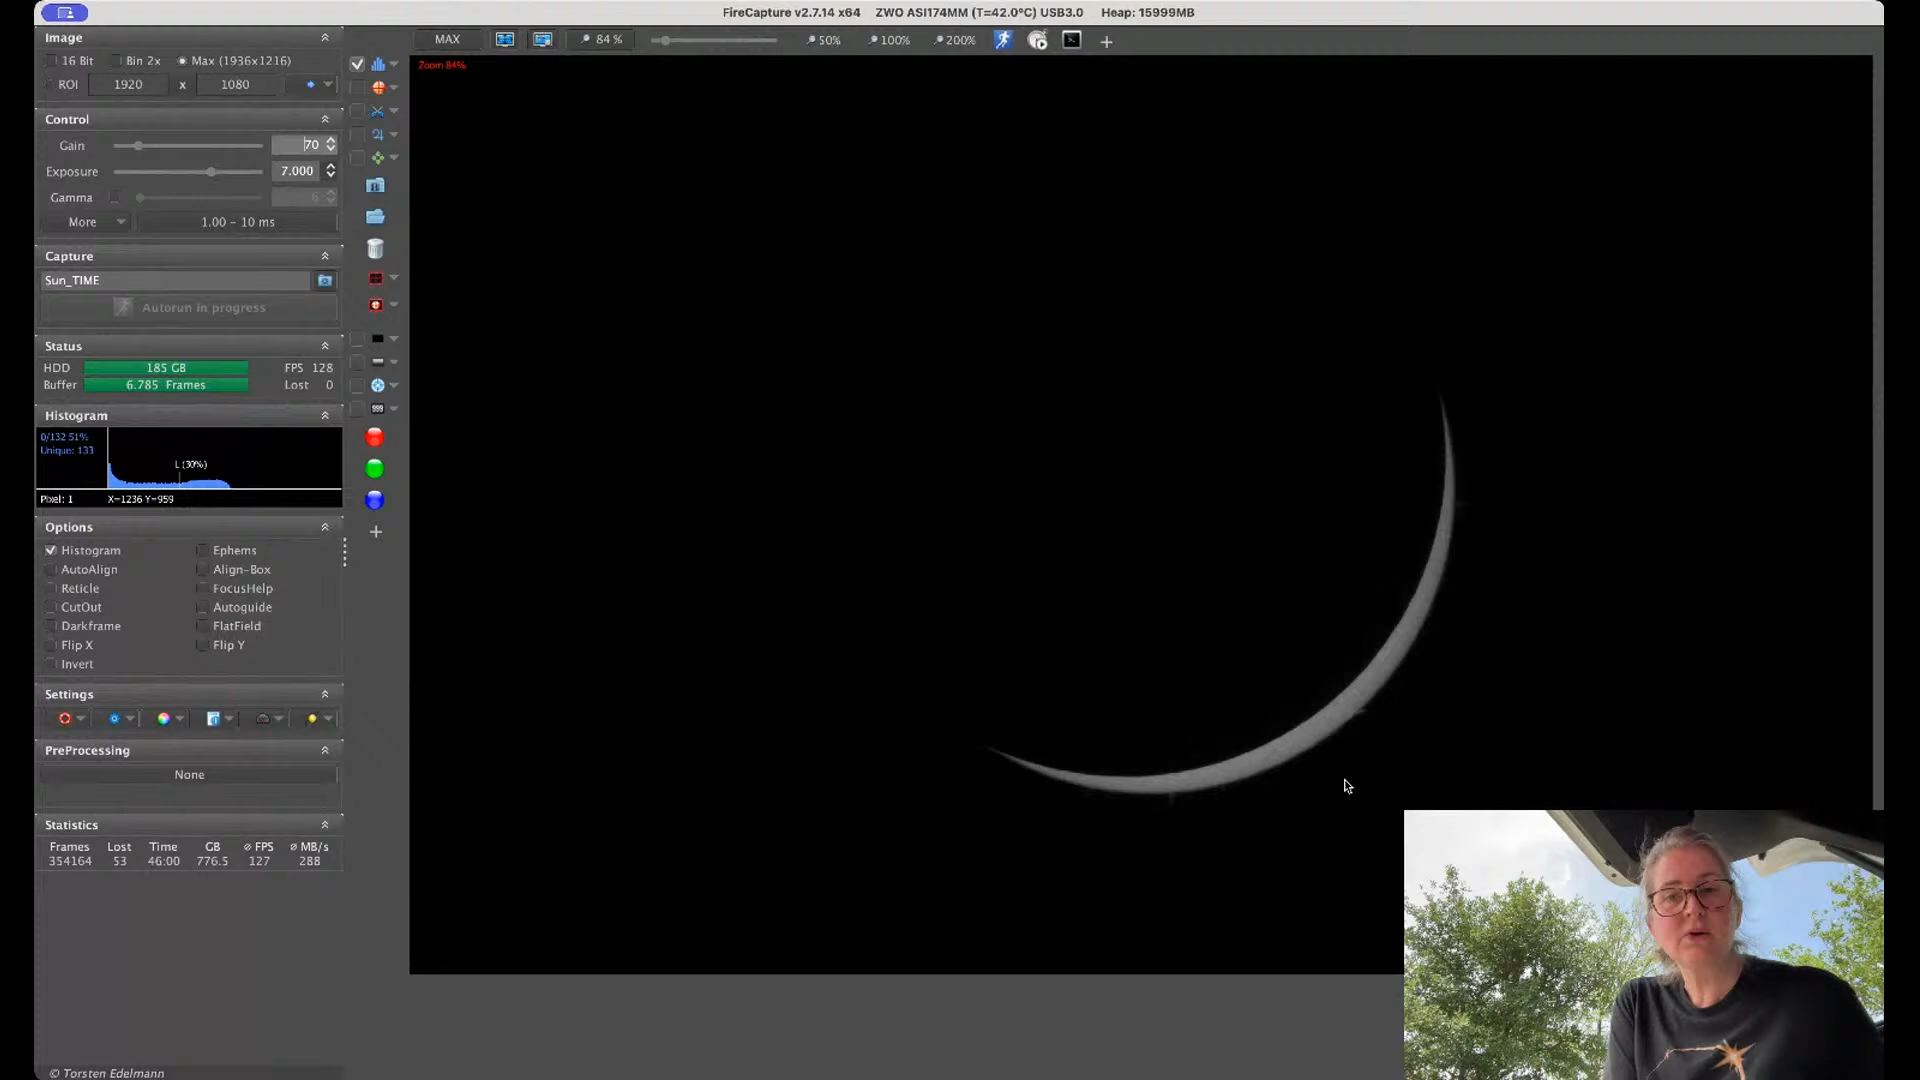 FireCapture v2.7.14 x64 ZWO ASI174MM (T=42.0°C) USB3.0 Heap: 15999MB
Image
16 Bit Bin 2x Max (1936x1216)
ROI 1920 x 1080
Control
Gain 70
Exposure 7.000
Gamma 6
More 1.00 - 10 ms
Capture
Sun_TIME
Autorun in progress
Status
HDD 185 GB FPS 128
Buffer 6.785 Frames Lost 0
Histogram
0/132 51%
Unique: 133
L (30%)
Pixel: 1 X=1236 Y=959
Options
Histogram Ephems
AutoAlign Align-Box
Reticle FocusHelp
CutOut Autoguide
Darkframe FlatField
Flip X Flip Y
Invert
Settings
PreProcessing
None
Statistics
Frames Lost Time GB ø FPS ø MB/s
354164 53 46:00 776.5 127 288
© Torsten Edelmann
MAX 84 % 50% 100% 200%
Zoom 84%
999